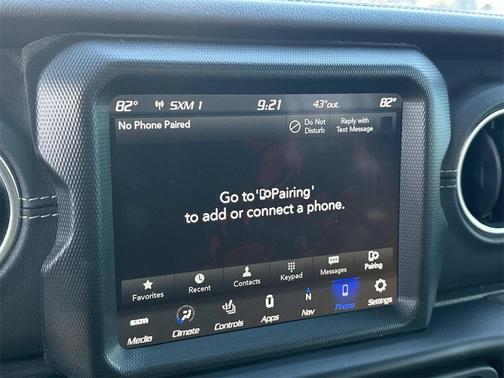 82° SXM 1 9:21 43°out. 82°
No Phone Paired Do Not Disturb Reply with Text Message
Go to 'Pairing'
to add or connect a phone.
Favorites Recent Contacts Keypad Messages Pairing
sxm
Media Climate Controls Apps N Nav Phone Settings